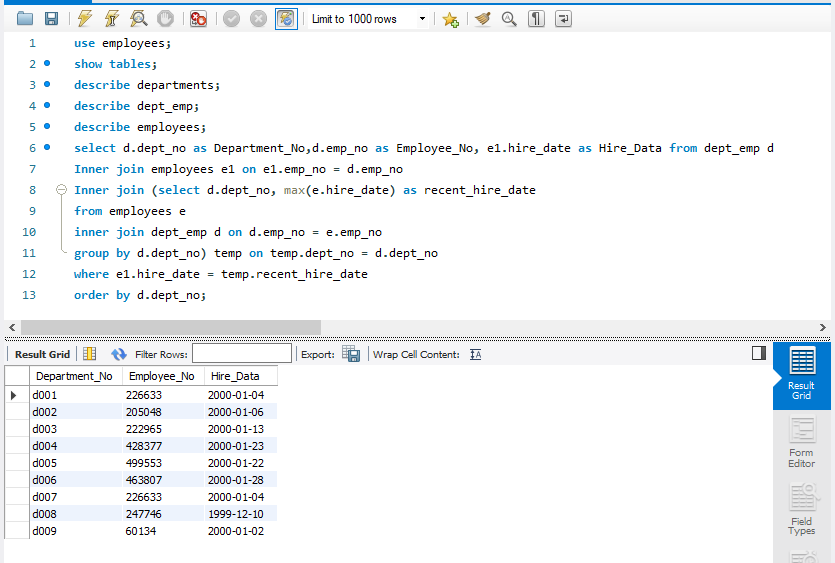 Limit to 1000 rows
1 use employees;
2 show tables;
3 describe departments;
4 describe dept_emp;
5 describe employees;
6 select d.dept_no as Department_No,d.emp_no as Employee_No, e1.hire_date as Hire_Data from dept_emp d
7 Inner join employees e1 on e1.emp_no = d.emp_no
8 Inner join (select d.dept_no, max(e.hire_date) as recent_hire_date
9 from employees e
10 inner join dept_emp d on d.emp_no = e.emp_no
11 group by d.dept_no) temp on temp.dept_no = d.dept_no
12 where e1.hire_date = temp.recent_hire_date
13 order by d.dept_no;
Result Grid Filter Rows: Export: Wrap Cell Content:
Department_No Employee_No Hire_Data
d001 226633 2000-01-04
d002 205048 2000-01-06
d003 222965 2000-01-13
d004 428377 2000-01-23
d005 499553 2000-01-22
d006 463807 2000-01-28
d007 226633 2000-01-04
d008 247746 1999-12-10
d009 60134 2000-01-02
Result
Grid
Form
Editor
Field
Types